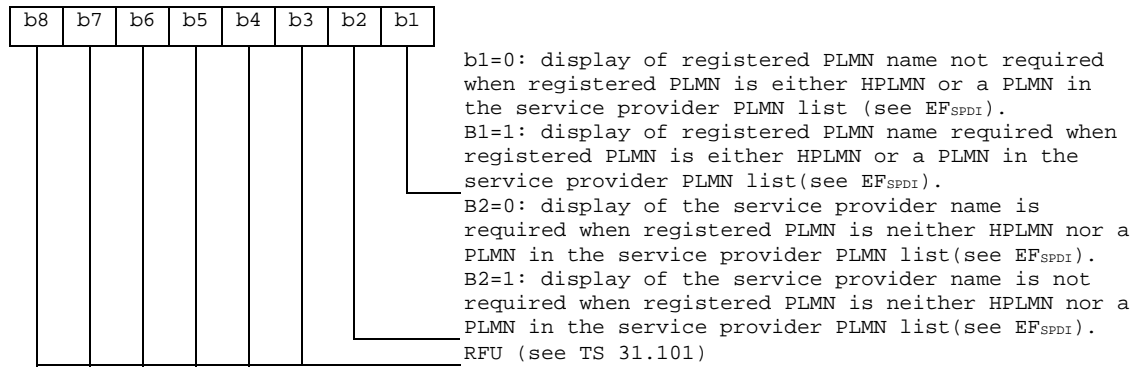 b8 b7 b6 b5 b4 b3 b2 b1
b1=0: display of registered PLMN name not required
when registered PLMN is either HPLMN or a PLMN in
the service provider PLMN list (see EFSPDI).
B1=1: display of registered PLMN name required when
registered PLMN is either HPLMN or a PLMN in the
service provider PLMN list(see EFSPDI).
B2=0: display of the service provider name is
required when registered PLMN is neither HPLMN nor a
PLMN in the service provider PLMN list(see EFSPDI).
B2=1: display of the service provider name is not
required when registered PLMN is neither HPLMN nor a
PLMN in the service provider PLMN list(see EFSPDI).
RFU (see TS 31.101)